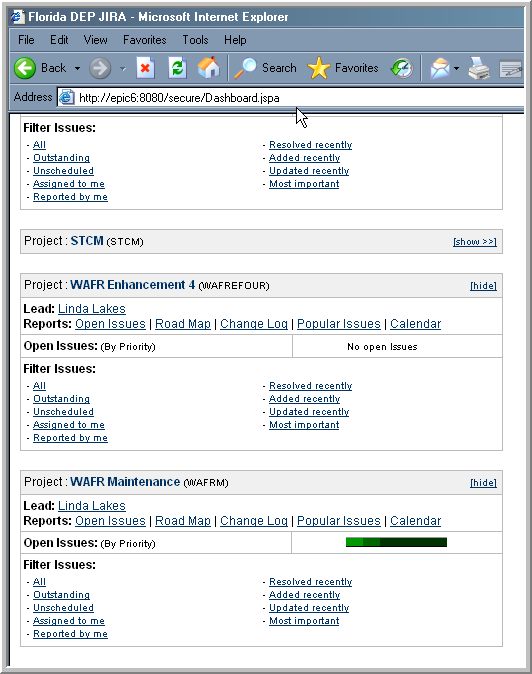 Florida DEP JIRA - Microsoft Internet Explorer
File Edit View Favorites Tools Help
Back Search Favorites
Address http://epic6:8080/secure/Dashboard.jspa
Filter Issues:
- All - Resolved recently
- Outstanding - Added recently
- Unscheduled - Updated recently
- Assigned to me - Most important
- Reported by me
Project : STCM (STCM) [show >>]
Project : WAFR Enhancement 4 (WAFREFOUR) [hide]
Lead: Linda Lakes
Reports: Open Issues | Road Map | Change Log | Popular Issues | Calendar
Open Issues: (By Priority) No open Issues
Filter Issues:
- All - Resolved recently
- Outstanding - Added recently
- Unscheduled - Updated recently
- Assigned to me - Most important
- Reported by me
Project : WAFR Maintenance (WAFRM) [hide]
Lead: Linda Lakes
Reports: Open Issues | Road Map | Change Log | Popular Issues | Calendar
Open Issues: (By Priority)
Filter Issues:
- All - Resolved recently
- Outstanding - Added recently
- Unscheduled - Updated recently
- Assigned to me - Most important
- Reported by me